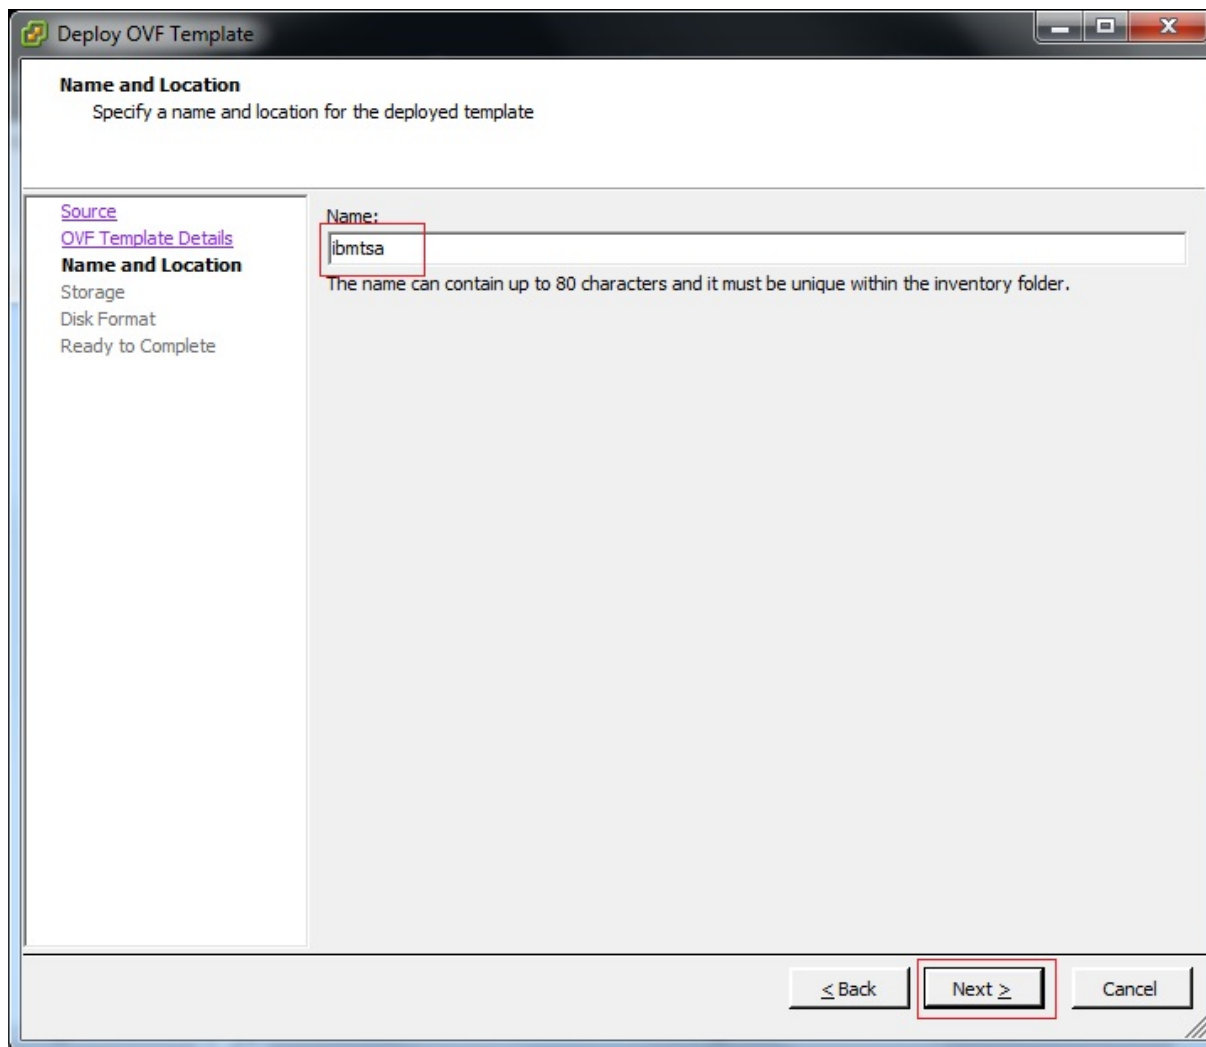 Deploy OVF Template
Name and Location
Specify a name and location for the deployed template
Source
OVF Template Details
Name and Location
Storage
Disk Format
Ready to Complete
Name:
ibmtsa
The name can contain up to 80 characters and it must be unique within the inventory folder.
< Back
Next >
Cancel